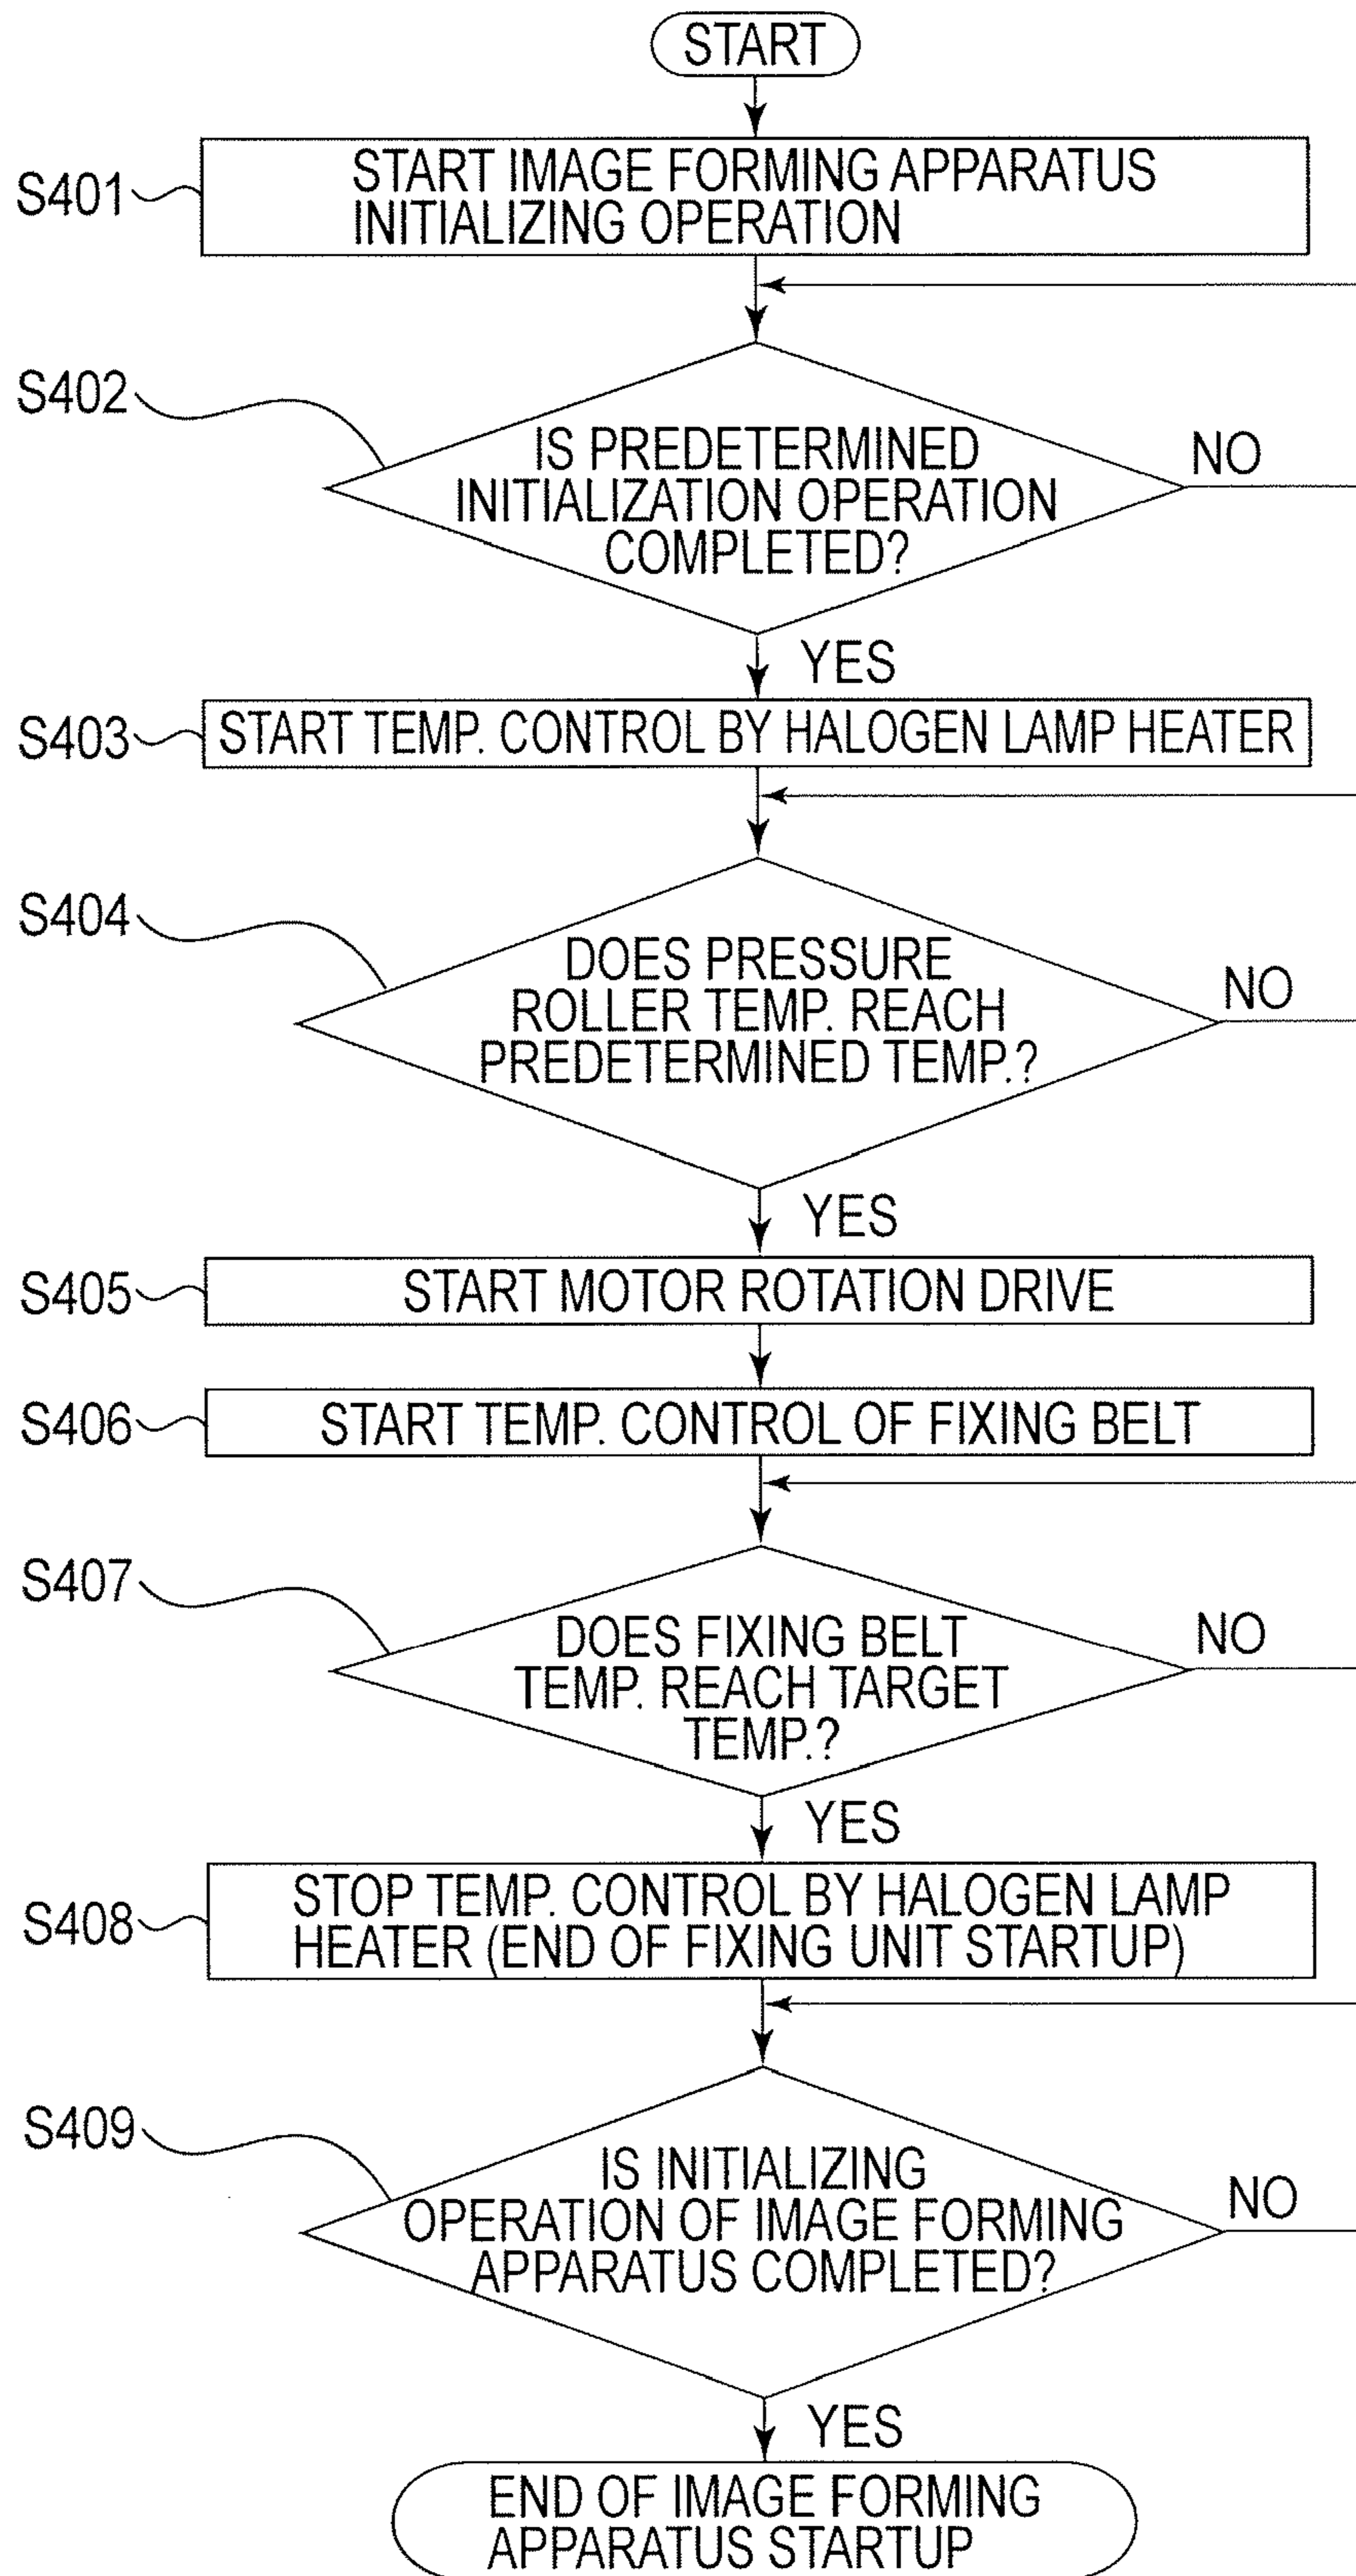 START
S401
START IMAGE FORMING APPARATUS
INITIALIZING OPERATION
S402
IS PREDETERMINED
INITIALIZATION OPERATION
COMPLETED?
NO
YES
S403
START TEMP. CONTROL BY HALOGEN LAMP HEATER
S404
DOES PRESSURE
ROLLER TEMP. REACH
PREDETERMINED TEMP.?
NO
YES
S405
START MOTOR ROTATION DRIVE
S406
START TEMP. CONTROL OF FIXING BELT
S407
DOES FIXING BELT
TEMP. REACH TARGET
TEMP.?
NO
YES
S408
STOP TEMP. CONTROL BY HALOGEN LAMP
HEATER (END OF FIXING UNIT STARTUP)
S409
IS INITIALIZING
OPERATION OF IMAGE FORMING
APPARATUS COMPLETED?
NO
YES
END OF IMAGE FORMING
APPARATUS STARTUP